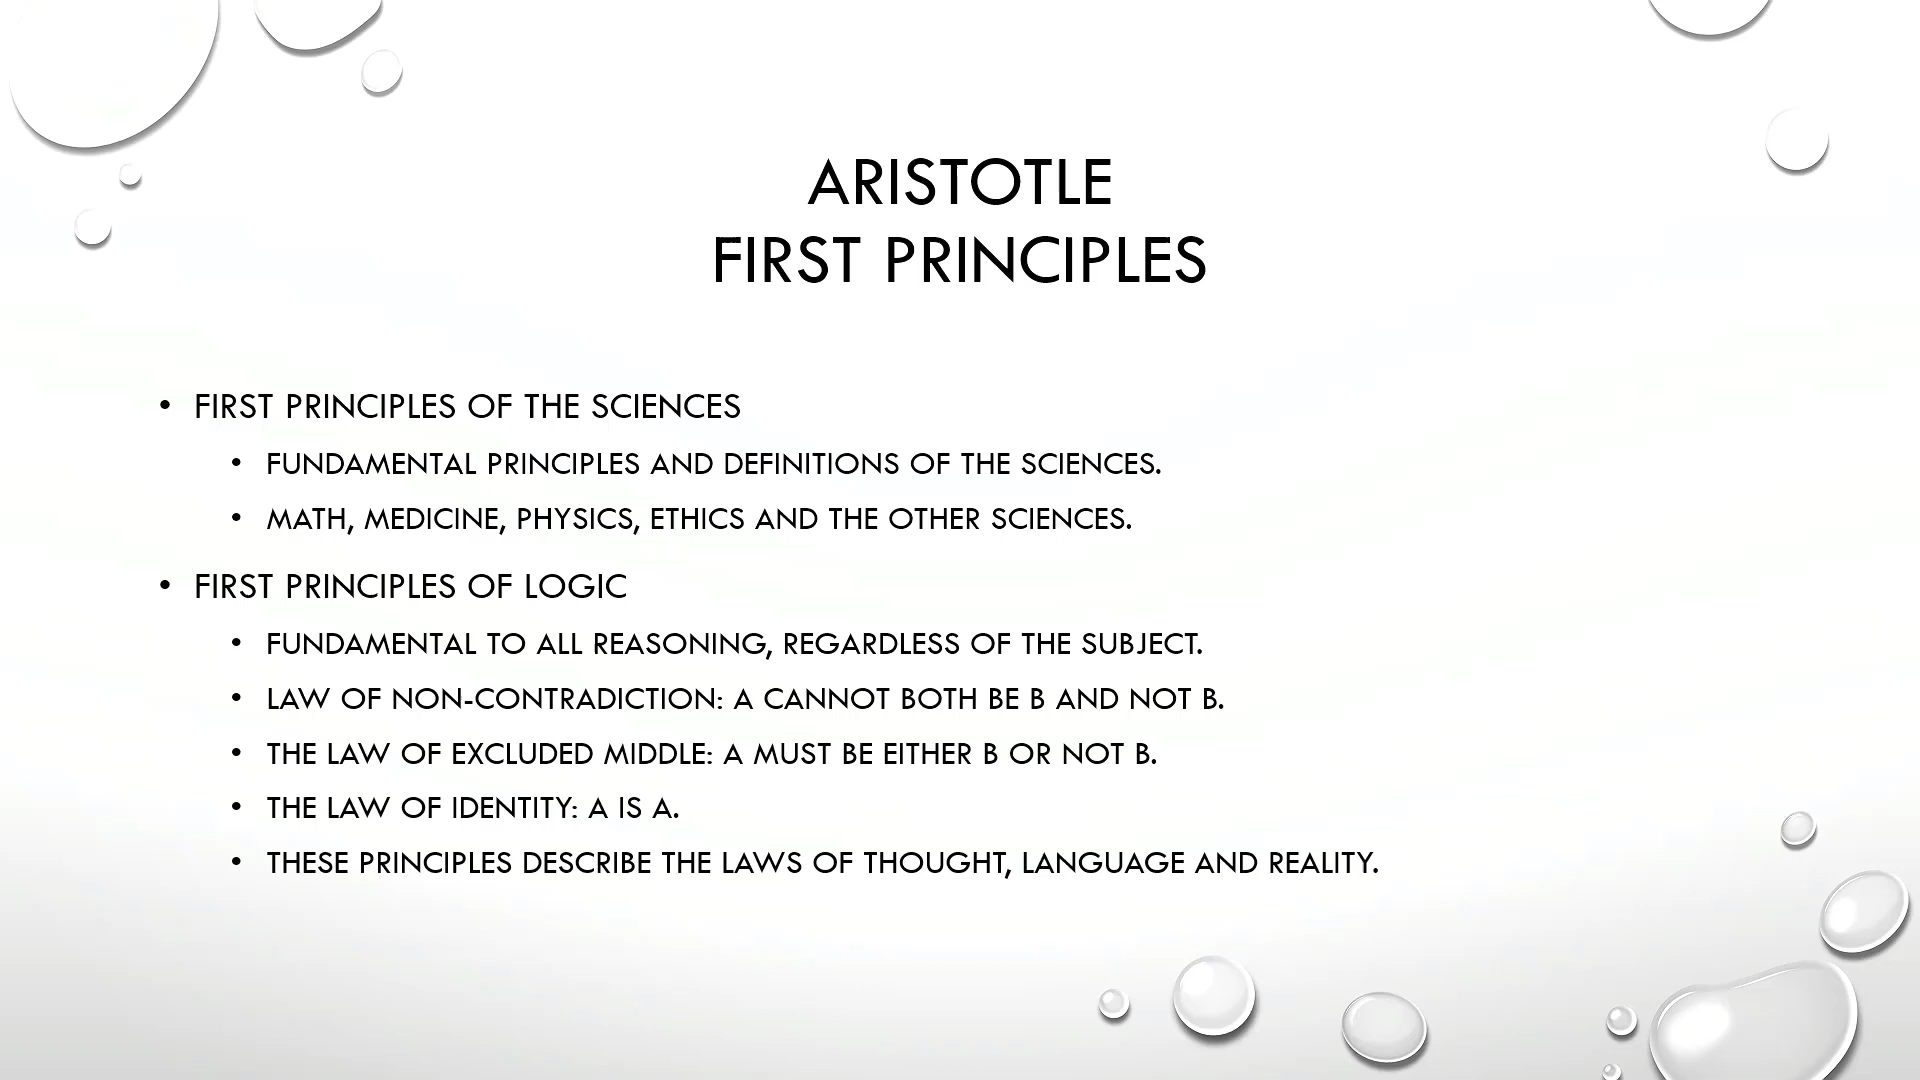 ARISTOTLE
FIRST PRINCIPLES
• FIRST PRINCIPLES OF THE SCIENCES
• FUNDAMENTAL PRINCIPLES AND DEFINITIONS OF THE SCIENCES.
• MATH, MEDICINE, PHYSICS, ETHICS AND THE OTHER SCIENCES.
• FIRST PRINCIPLES OF LOGIC
• FUNDAMENTAL TO ALL REASONING, REGARDLESS OF THE SUBJECT.
• LAW OF NON-CONTRADICTION: A CANNOT BOTH BE B AND NOT B.
• THE LAW OF EXCLUDED MIDDLE: A MUST BE EITHER B OR NOT B.
• THE LAW OF IDENTITY: A IS A.
• THESE PRINCIPLES DESCRIBE THE LAWS OF THOUGHT, LANGUAGE AND REALITY.